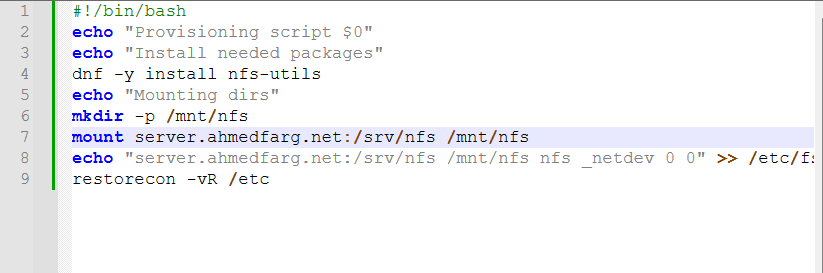 1 #!/bin/bash
2 echo "Provisioning script $0"
3 echo "Install needed packages"
4 dnf -y install nfs-utils
5 echo "Mounting dirs"
6 mkdir -p /mnt/nfs
7 mount server.ahmedfarg.net:/srv/nfs /mnt/nfs
8 echo "server.ahmedfarg.net:/srv/nfs /mnt/nfs nfs _netdev 0 0" >> /etc/fs
9 restorecon -vR /etc